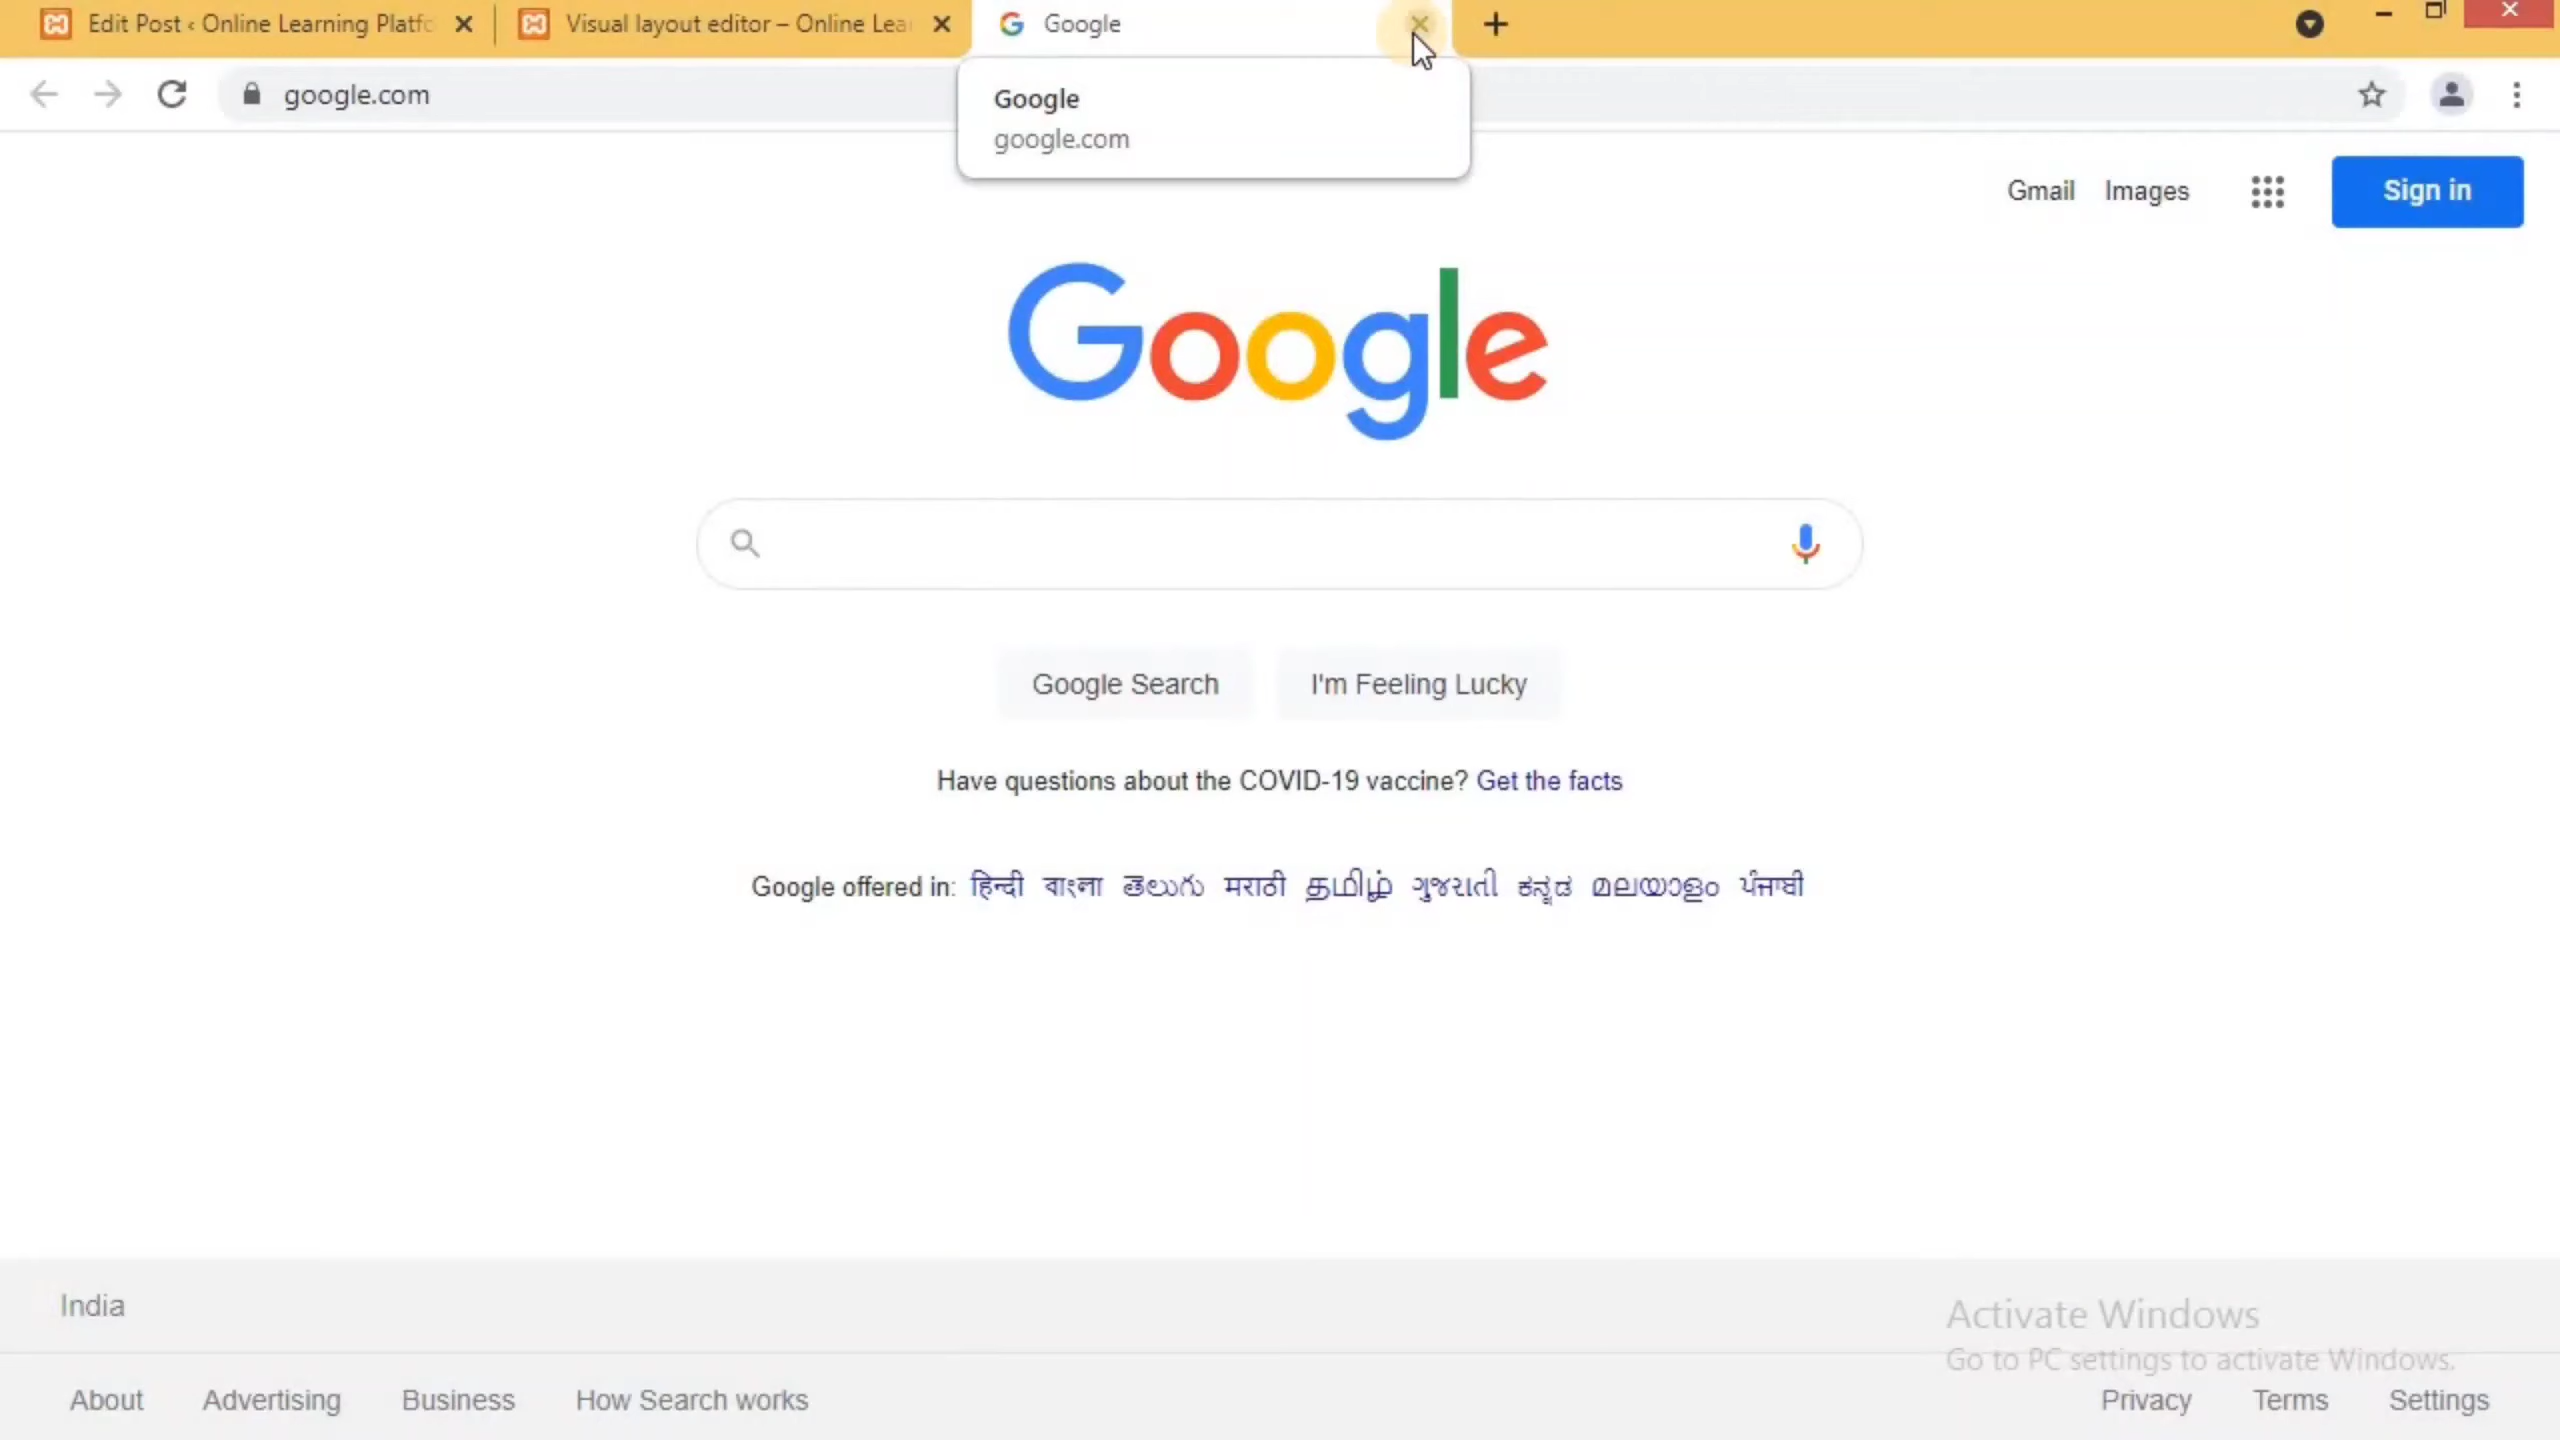 Edit Post ‹ Online Learning Platfo
Visual layout editor – Online Lea
Google
google.com
Google
google.com
Gmail Images Sign in
Google
Google Search I'm Feeling Lucky
Have questions about the COVID-19 vaccine? Get the facts
Google offered in: हिन्दी বাংলা తెలుగు मराठी தமிழ் ગુજરાતી ಕನ್ನಡ മലയാളം ਪੰਜਾਬੀ
India
Activate Windows
Go to PC settings to activate Windows.
About Advertising Business How Search works Privacy Terms Settings